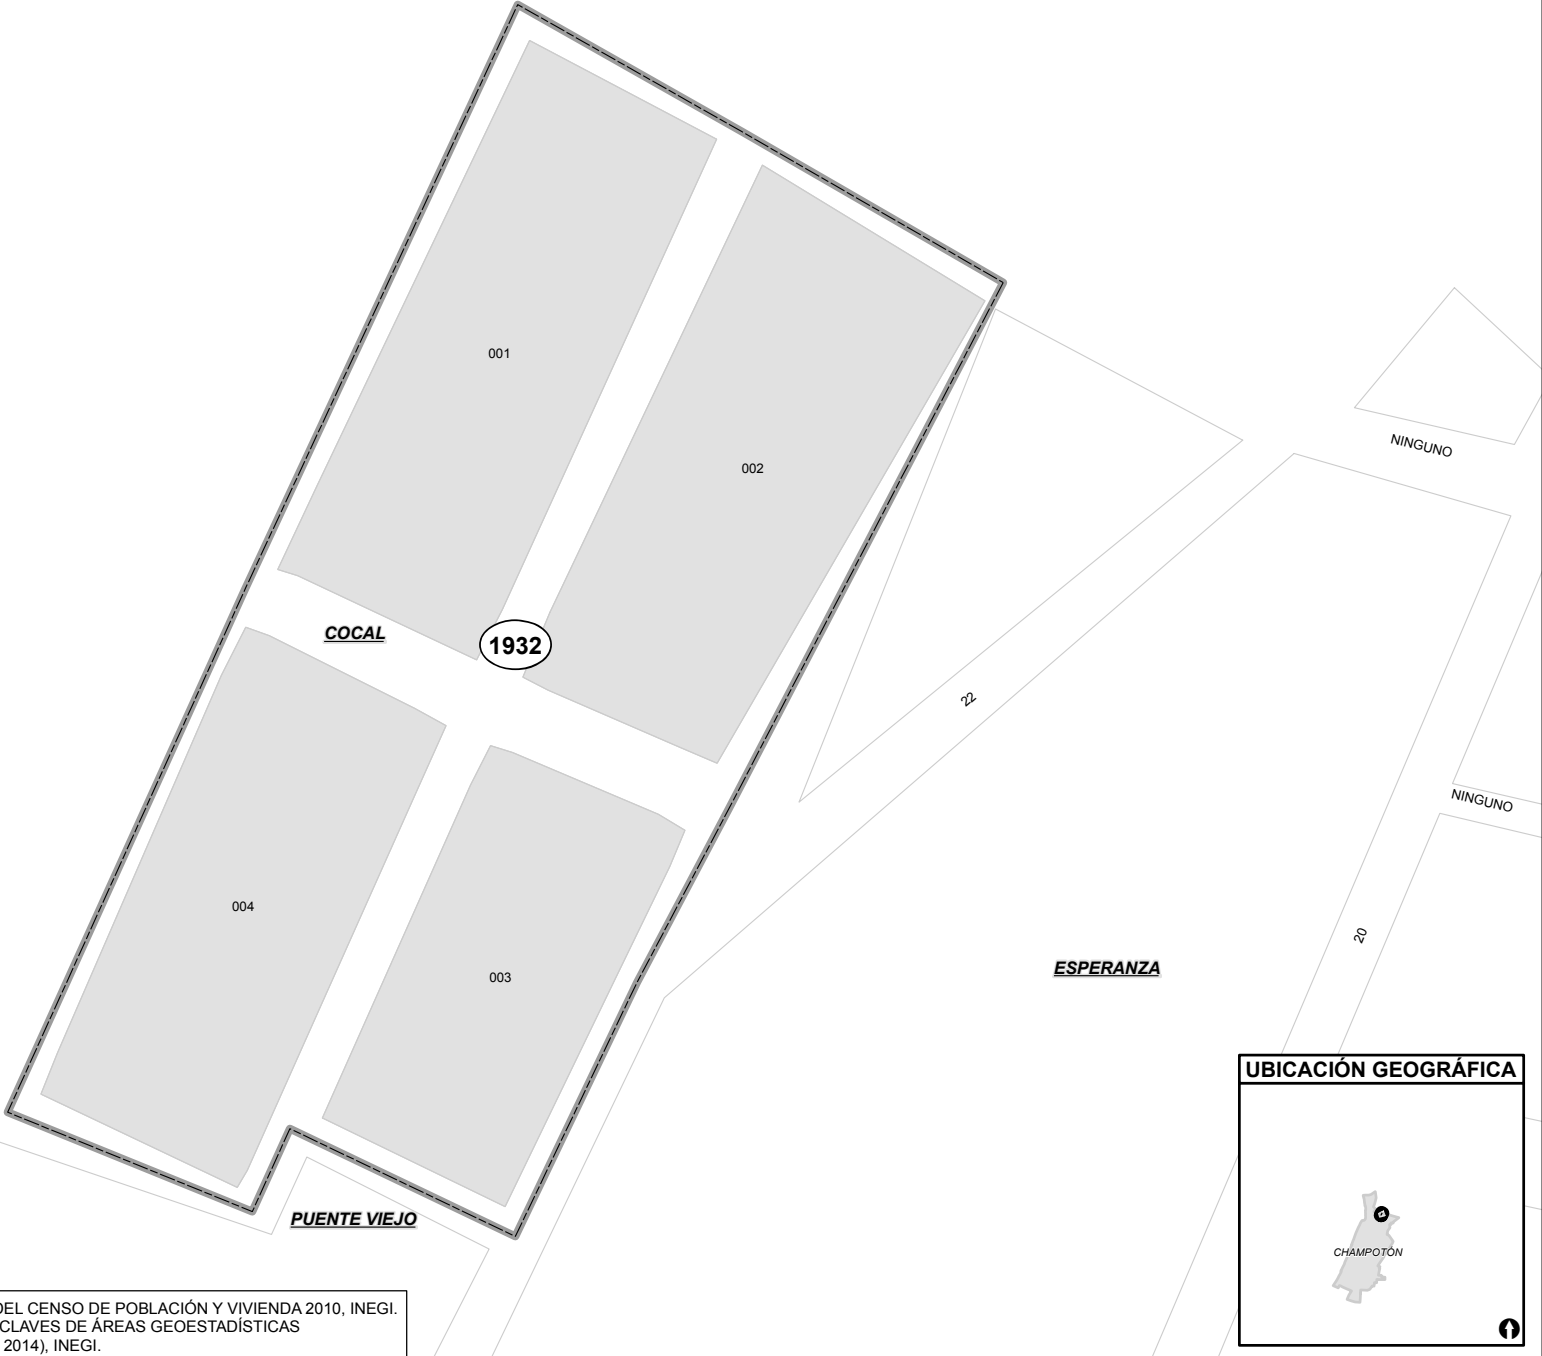 001
002
NINGUNO
COCAL
1932
22
NINGUNO
004
20
003
ESPERANZA
UBICACIÓN GEOGRÁFICA
PUENTE VIEJO
CHAMPOTÓN
DEL CENSO DE POBLACIÓN Y VIVIENDA 2010, INEGI.
CLAVES DE ÁREAS GEOESTADÍSTICAS
2014), INEGI.